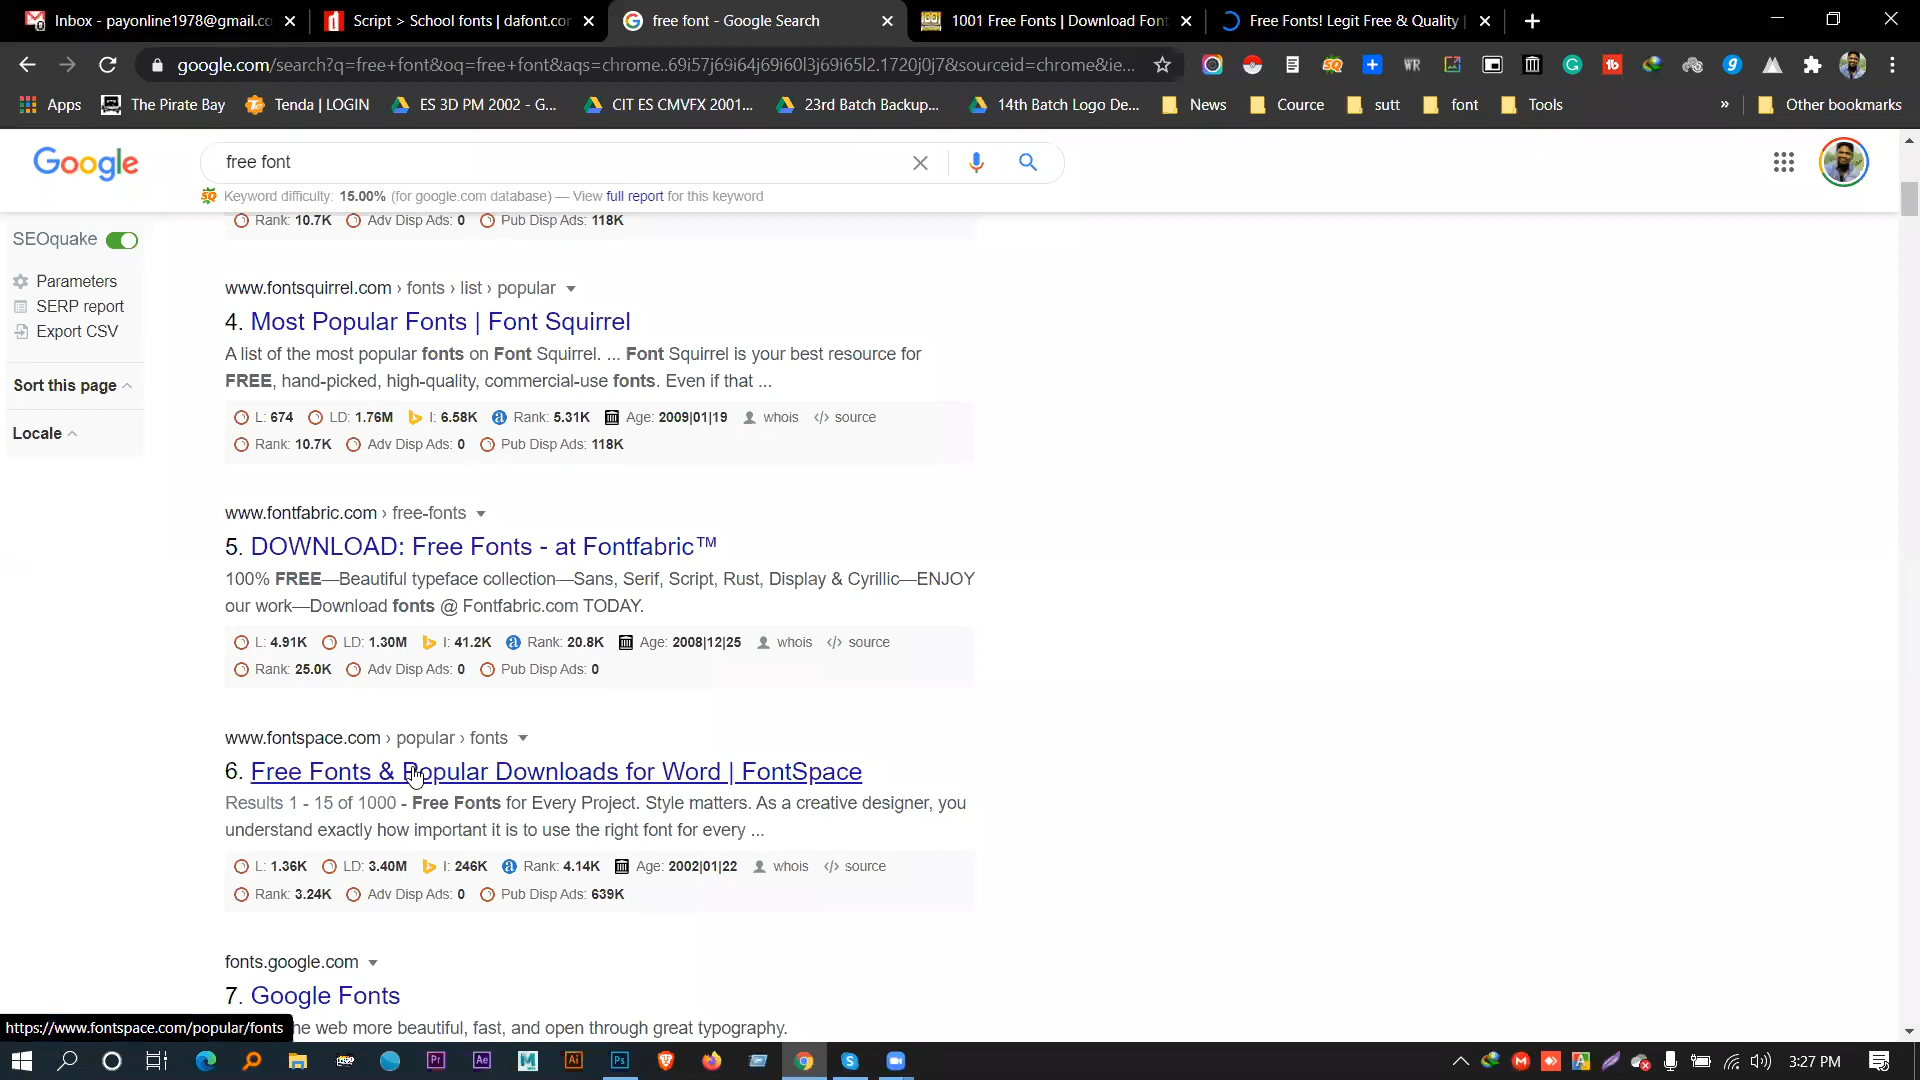 Inbox - payonline1978@gmail.co
Script > School fonts | dafont.cor
free font - Google Search
1001 Free Fonts | Download Font
Free Fonts! Legit Free & Quality
google.com/search?q=free+font&oq=free+font&aqs=chrome..69i57j69i64j69i60l3j69i65l2.1720j0j7&sourceid=chrome&ie...
Apps
The Pirate Bay
Tenda | LOGIN
ES 3D PM 2002 - G...
CIT ES CMVFX 2001...
23rd Batch Backup...
14th Batch Logo De...
News
Cource
sutt
font
Tools
»
Other bookmarks
Google
free font
Keyword difficulty: 15.00% (for google.com database) — View full report for this keyword
SEOquake
Parameters
SERP report
Export CSV
Sort this page
Locale
Rank: 10.7K Adv Disp Ads: 0 Pub Disp Ads: 118K
www.fontsquirrel.com › fonts › list › popular
4. Most Popular Fonts | Font Squirrel
A list of the most popular fonts on Font Squirrel. ... Font Squirrel is your best resource for
FREE, hand-picked, high-quality, commercial-use fonts. Even if that ...
L: 674 LD: 1.76M I: 6.58K Rank: 5.31K Age: 2009|01|19 whois </> source
Rank: 10.7K Adv Disp Ads: 0 Pub Disp Ads: 118K
www.fontfabric.com › free-fonts
5. DOWNLOAD: Free Fonts - at Fontfabric™
100% FREE—Beautiful typeface collection—Sans, Serif, Script, Rust, Display & Cyrillic—ENJOY
our work—Download fonts @ Fontfabric.com TODAY.
L: 4.91K LD: 1.30M I: 41.2K Rank: 20.8K Age: 2008|12|25 whois </> source
Rank: 25.0K Adv Disp Ads: 0 Pub Disp Ads: 0
www.fontspace.com › popular › fonts
6. Free Fonts & Popular Downloads for Word | FontSpace
Results 1 - 15 of 1000 - Free Fonts for Every Project. Style matters. As a creative designer, you
understand exactly how important it is to use the right font for every ...
L: 1.36K LD: 3.40M I: 246K Rank: 4.14K Age: 2002|01|22 whois </> source
Rank: 3.24K Adv Disp Ads: 0 Pub Disp Ads: 639K
fonts.google.com
7. Google Fonts
he web more beautiful, fast, and open through great typography.
https://www.fontspace.com/popular/fonts
Pr
Ae
M
Ai
Ps
3:27 PM